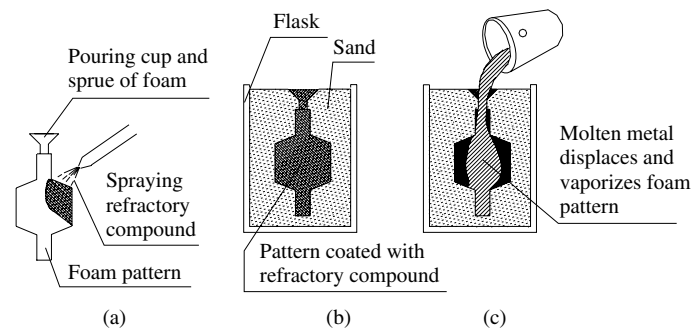 Pouring cup and
sprue of foam
Spraying
refractory
compound
Foam pattern
(a)
Flask
Sand
Pattern coated with
refractory compound
(b)
Molten metal
displaces and
vaporizes foam
pattern
(c)